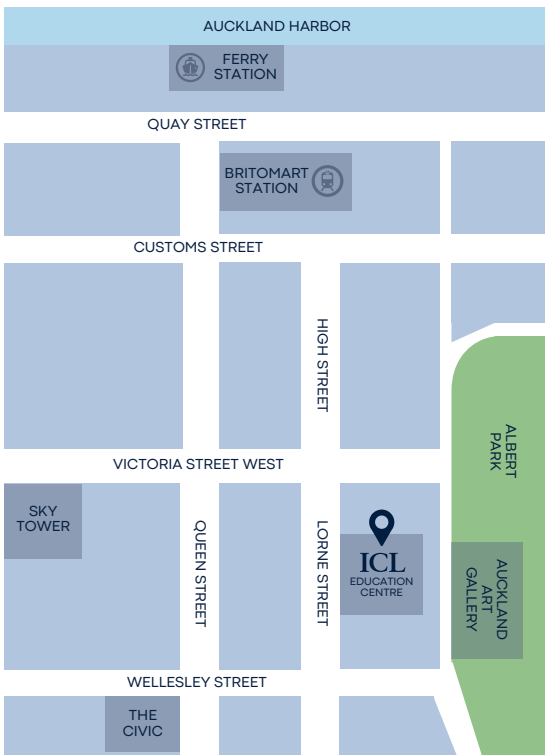 AUCKLAND HARBOR
FERRY
STATION
QUAY STREET
BRITOMART
STATION
CUSTOMS STREET
HIGH STREET
ALBERT
PARK
VICTORIA STREET WEST
SKY
TOWER
QUEEN STREET
LORNE STREET
ICL
EDUCATION
CENTRE
AUCKLAND
ART
GALLERY
WELLESLEY STREET
THE
CIVIC